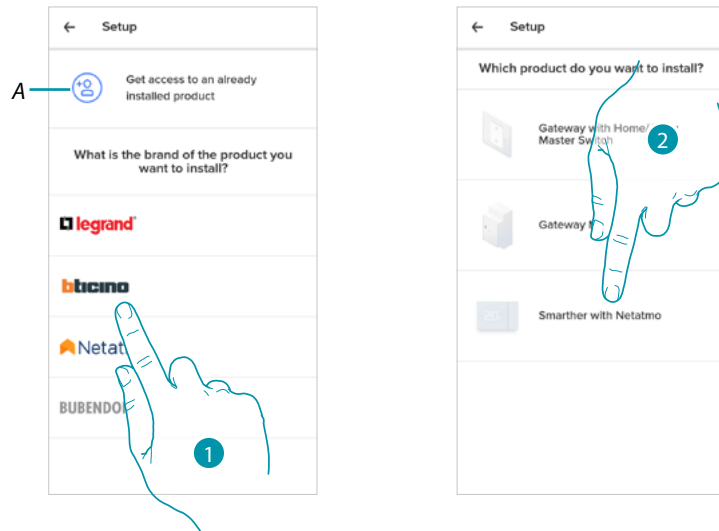 ← Setup
A
Get access to an already
installed product
What is the brand of the product you
want to install?
legrand
bticino
BUBENDO
1
← Setup
Which product do you want to install?
Gateway with Home/
Master Switch
2
Gateway
Smarther with Netatmo